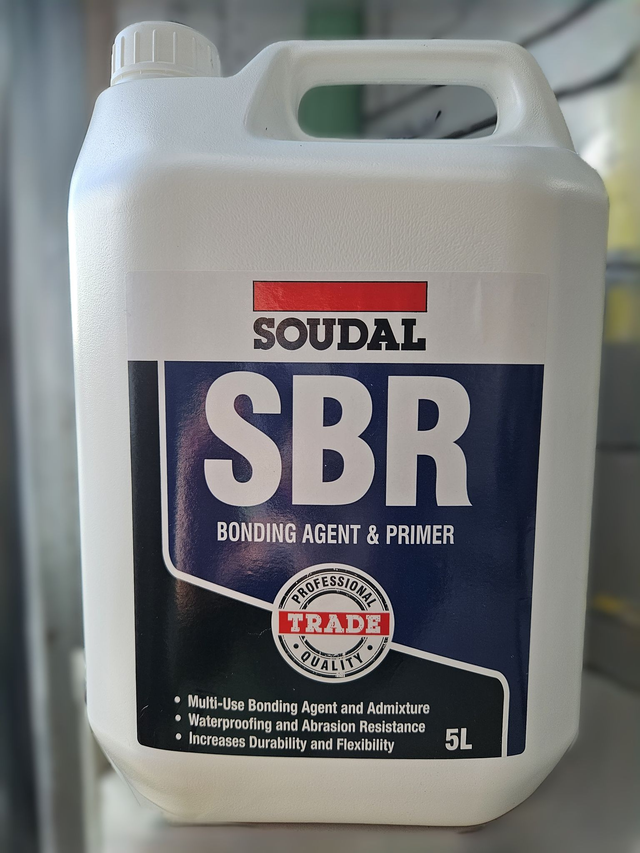 SOUDAL
SBR
BONDING AGENT & PRIMER
PROFESSIONAL
TRADE
• QUALITY •
• Multi-Use Bonding Agent and Admixture
• Waterproofing and Abrasion Resistance
• Increases Durability and Flexibility
5L